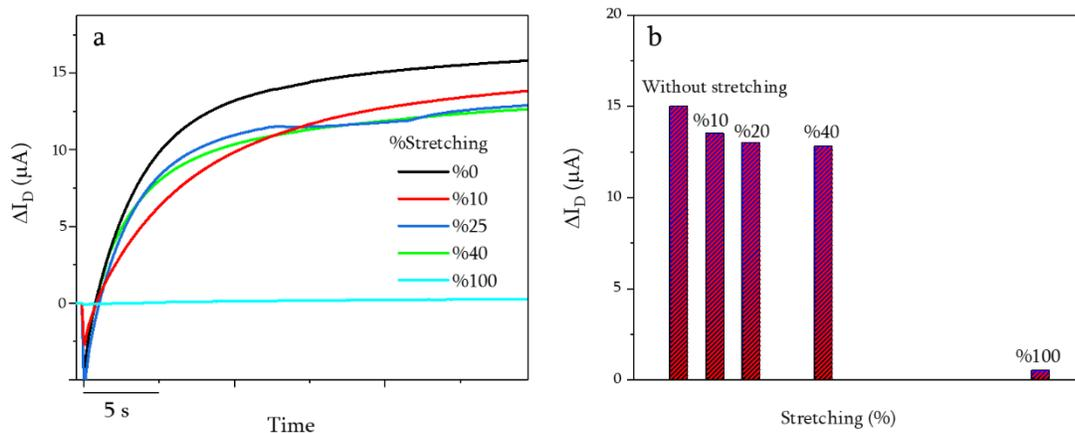 a
15
10
5
0
ΔI_D (μA)
%Stretching
%0
%10
%25
%40
%100
5 s
Time
b
20
15
10
5
0
ΔI_D (μA)
Without stretching
%10
%20
%40
%100
Stretching (%)